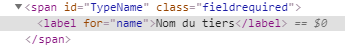 ▼<span id="TypeName" class="fieldrequired">
<label for="name">Nom du tiers</label> == $0
</span>